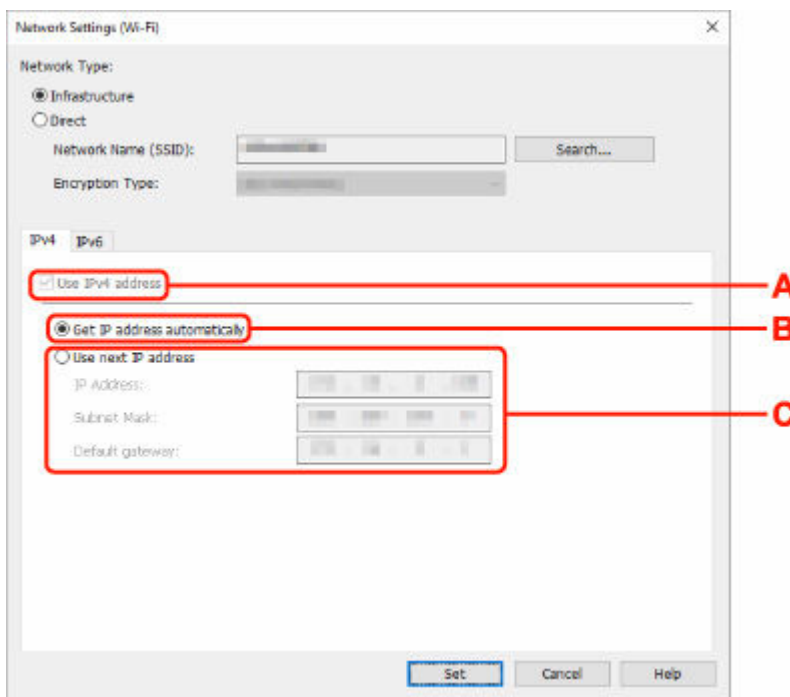 Network Settings (Wi-Fi)
Network Type:
Infrastructure
Direct
Network Name (SSID):
Search....
Encryption Type:
IPv4 IPv6
Use IPv4 address
A
Get IP address automatically
B
Use next IP address
IP Address:
Subnet Mask:
C
Default gateway:
Set Cancel Help